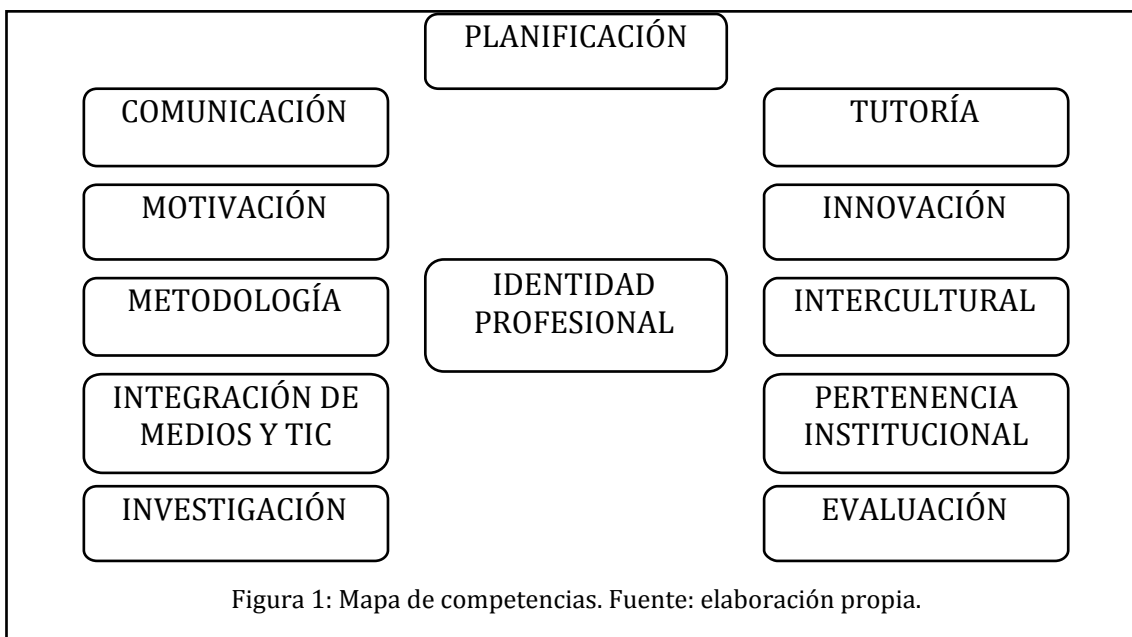 PLANIFICACIÓN
COMUNICACIÓN
TUTORÍA
MOTIVACIÓN
INNOVACIÓN
METODOLOGÍA
IDENTIDAD
PROFESIONAL
INTERCULTURAL
INTEGRACIÓN DE
MEDIOS Y TIC
PERTENENCIA
INSTITUCIONAL
INVESTIGACIÓN
EVALUACIÓN
Figura 1: Mapa de competencias. Fuente: elaboración propia.